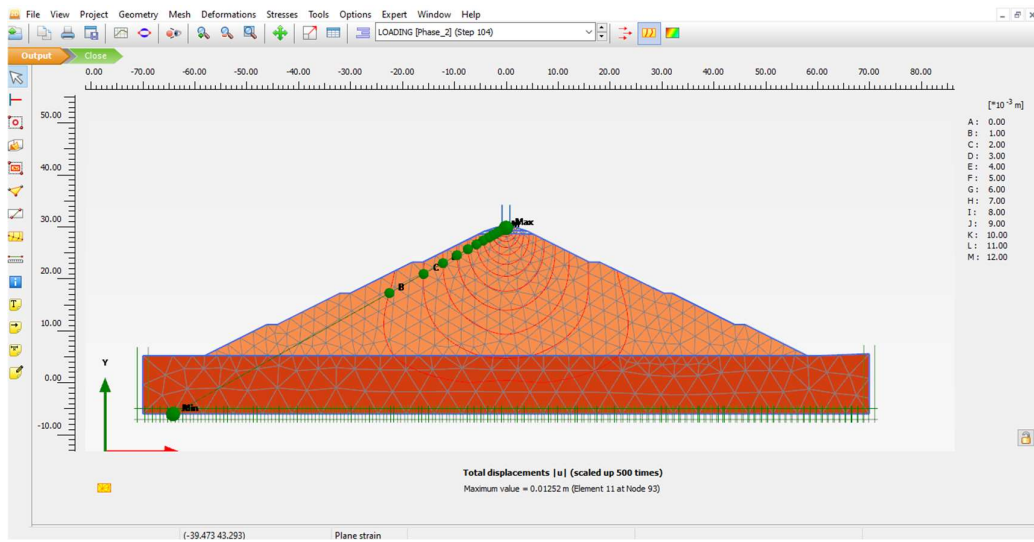 File View Project Geometry Mesh Deformations Stresses Tools Options Expert Window Help
LOADING [Phase_2] (Step 104)
Output Close
0.00 -70.00 -60.00 -50.00 -40.00 -30.00 -20.00 -10.00 0.00 10.00 20.00 30.00 40.00 50.00 60.00 70.00 80.00
[*10⁻³ m]
50.00
A : 0.00
B : 1.00
C : 2.00
D : 3.00
E : 4.00
40.00
F : 5.00
G : 6.00
H : 7.00
I : 8.00
30.00
J : 9.00
K : 10.00
L : 11.00
M : 12.00
Max
20.00
C
B
10.00
Y
0.00
Min
-10.00
Total displacements |u| (scaled up 500 times)
Maximum value = 0.01252 m (Element 11 at Node 93)
(-39.473 43.293) Plane strain